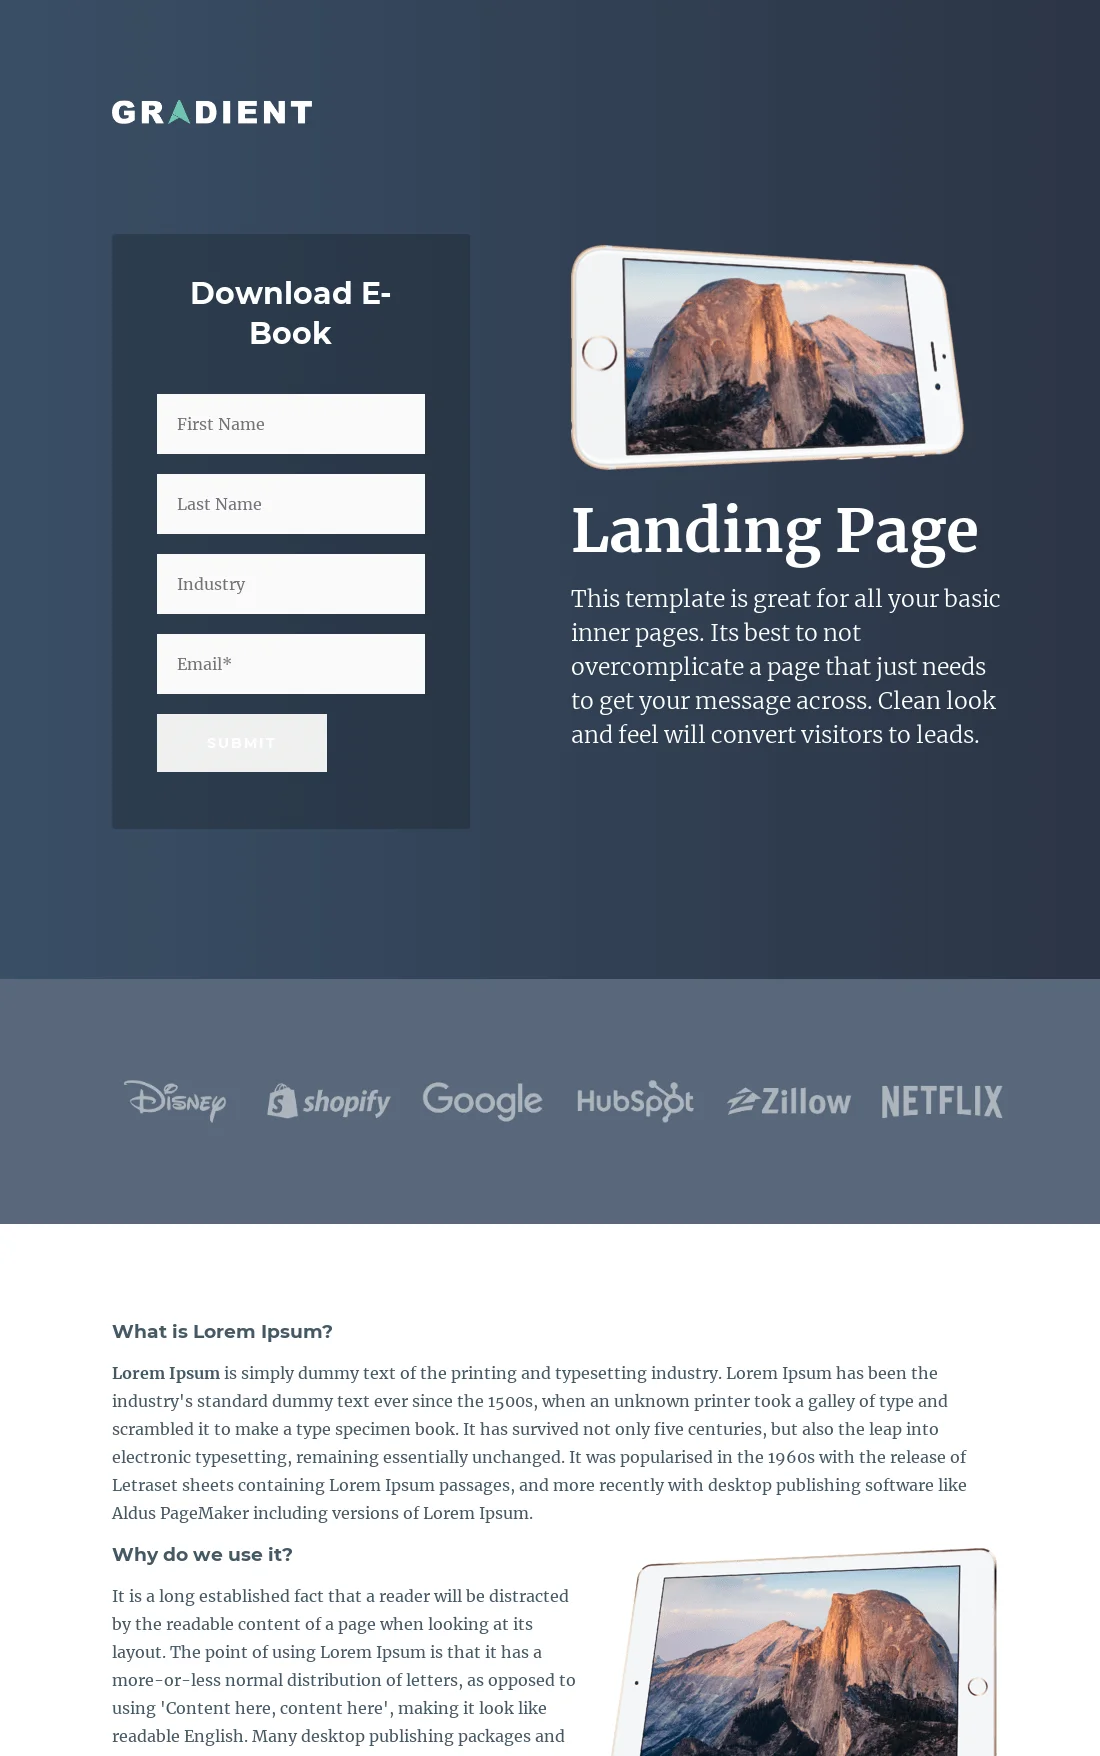 GRADIENT
Download E-
Book
First Name
Last Name
Industry
Email*
SUBMIT
Landing Page
This template is great for all your basic
inner pages. Its best to not
overcomplicate a page that just needs
to get your message across. Clean look
and feel will convert visitors to leads.
Disney shopify Google HubSpot Zillow NETFLIX
What is Lorem Ipsum?
Lorem Ipsum is simply dummy text of the printing and typesetting industry. Lorem Ipsum has been the
industry's standard dummy text ever since the 1500s, when an unknown printer took a galley of type and
scrambled it to make a type specimen book. It has survived not only five centuries, but also the leap into
electronic typesetting, remaining essentially unchanged. It was popularised in the 1960s with the release of
Letraset sheets containing Lorem Ipsum passages, and more recently with desktop publishing software like
Aldus PageMaker including versions of Lorem Ipsum.
Why do we use it?
It is a long established fact that a reader will be distracted
by the readable content of a page when looking at its
layout. The point of using Lorem Ipsum is that it has a
more-or-less normal distribution of letters, as opposed to
using 'Content here, content here', making it look like
readable English. Many desktop publishing packages and